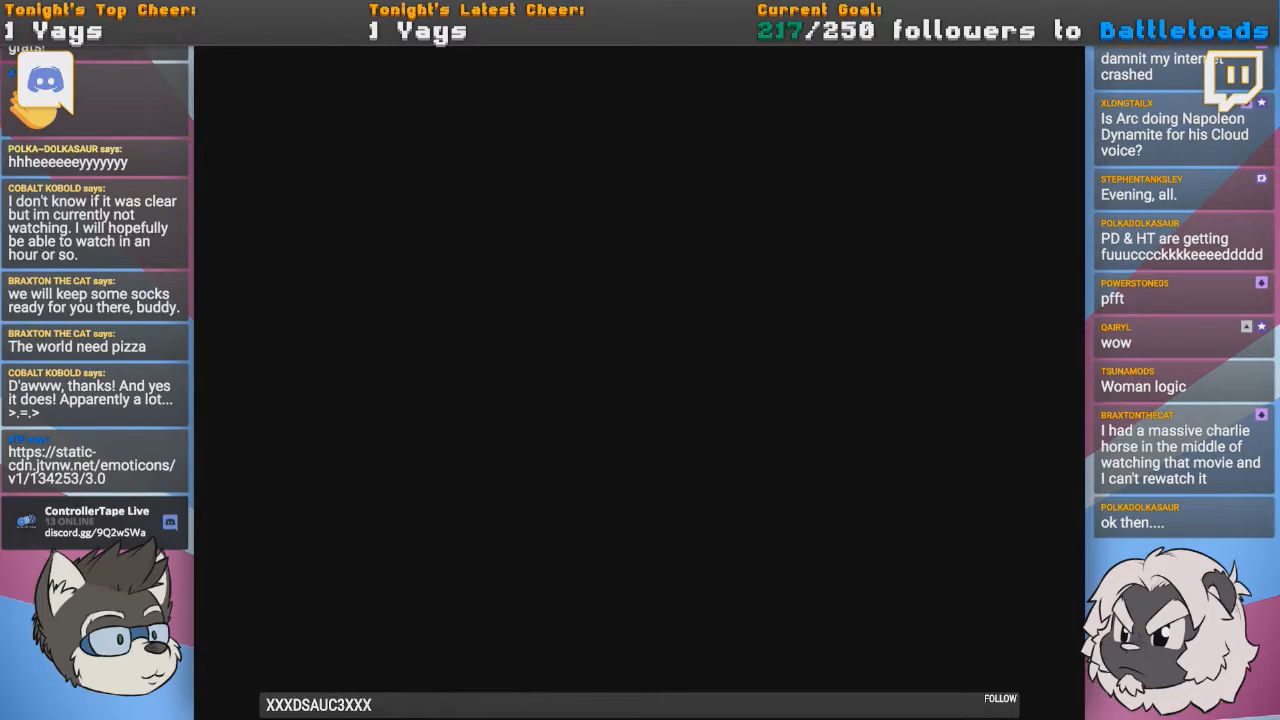 Tonight's Top Cheer:
1 Yays
Tonight's Latest Cheer:
1 Yays
Current Goal:
217/250 followers to Battletoads
grats!
POLKA~DOLKASAUR says:
hhheeeeeeyyyyyyy
COBALT KOBOLD says:
I don't know if it was clear
but im currently not
watching. I will hopefully
be able to watch in an
hour or so.
BRAXTON THE CAT says:
we will keep some socks
ready for you there, buddy.
BRAXTON THE CAT says:
The world need pizza
COBALT KOBOLD says:
D'awww, thanks! And yes
it does! Apparently a lot...
>.=.>
says:
https://static-
cdn.jtvnw.net/emoticons/
v1/134253/3.0
ControllerTape Live
13 ONLINE
discord.gg/9Q2wSWa
damnit my internet
crashed
XLONGTAILX
Is Arc doing Napoleon
Dynamite for his Cloud
voice?
STEPHENTANKSLEY
Evening, all.
POLKADOLKASAUR
PD & HT are getting
fuuucccckkkkeeeeddddd
POWERSTONE05
pfft
QAIRYL
wow
TSUNAMODS
Woman logic
BRAXTONTHECAT
I had a massive charlie
horse in the middle of
watching that movie and
I can't rewatch it
POLKADOLKASAUR
ok then....
XXXDSAUC3XXX
FOLLOW